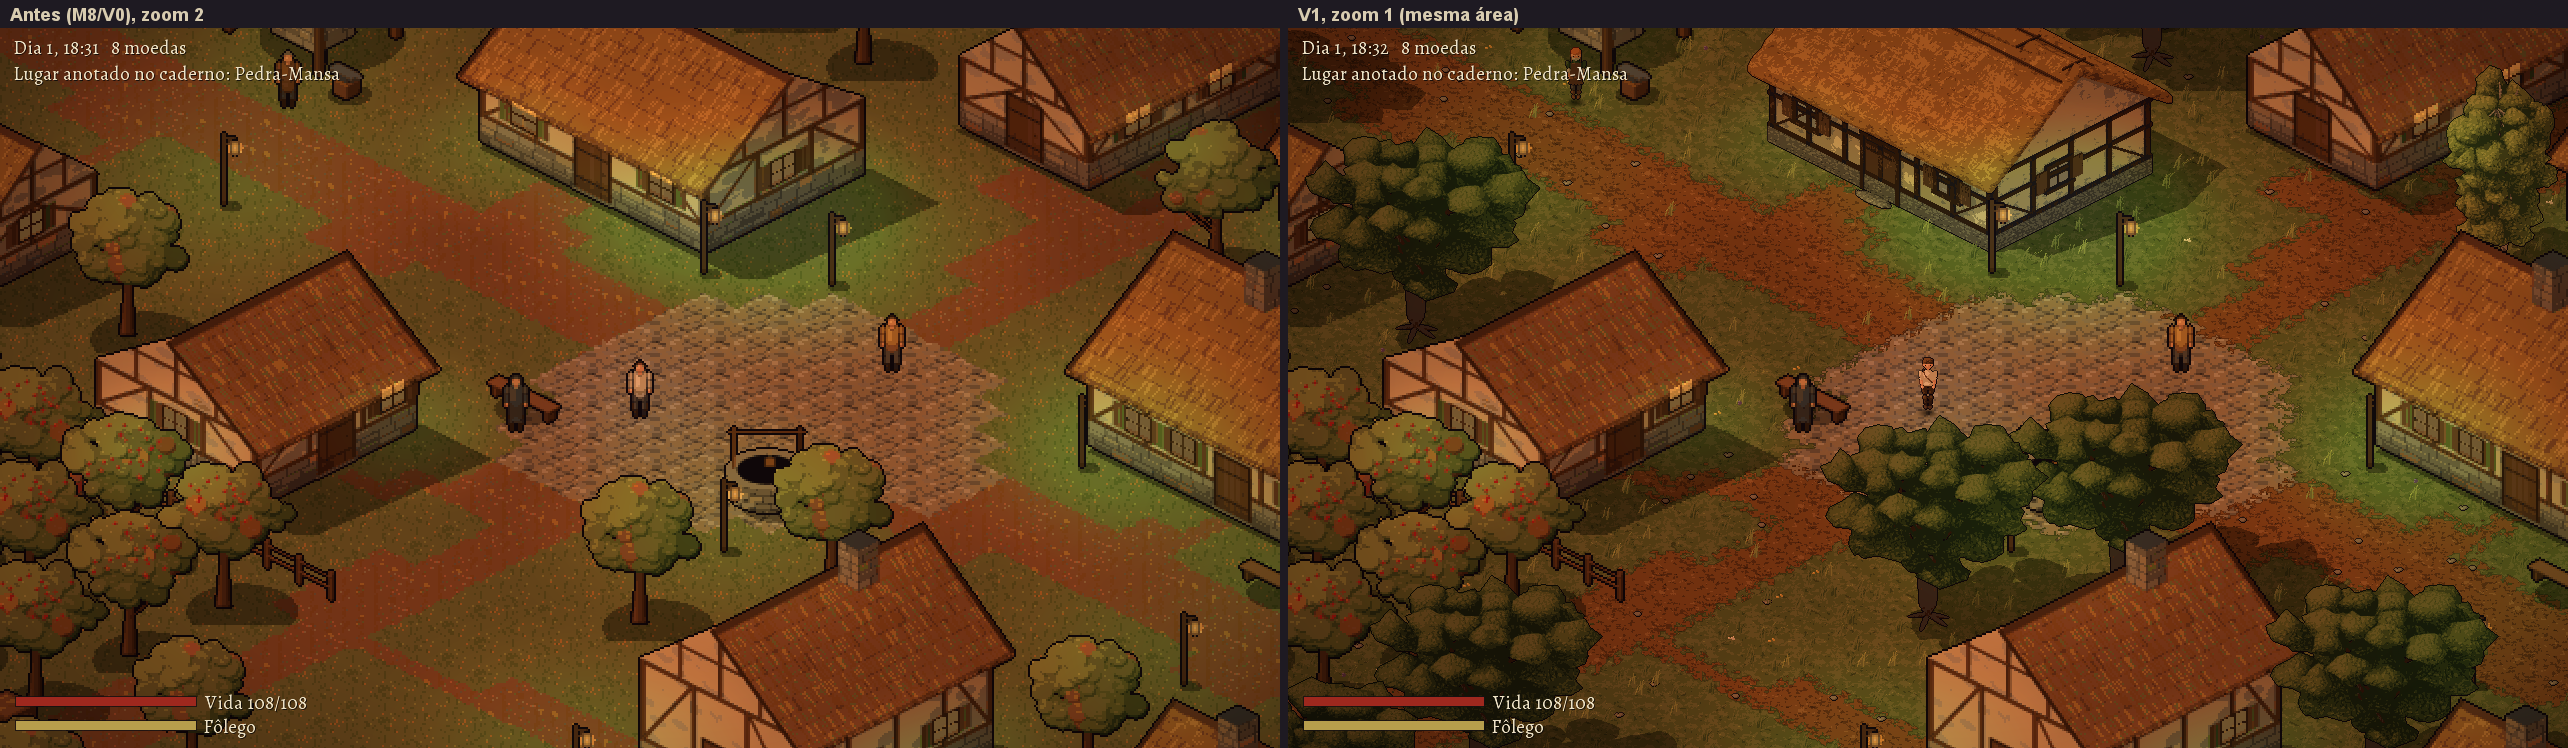 Antes (M8/V0), zoom 2
Dia 1, 18:31 8 moedas
Lugar anotado no caderno: Pedra-Mansa
Vida 108/108
Fôlego
V1, zoom 1 (mesma área)
Dia 1, 18:32 8 moedas
Lugar anotado no caderno: Pedra-Mansa
Vida 108/108
Fôlego